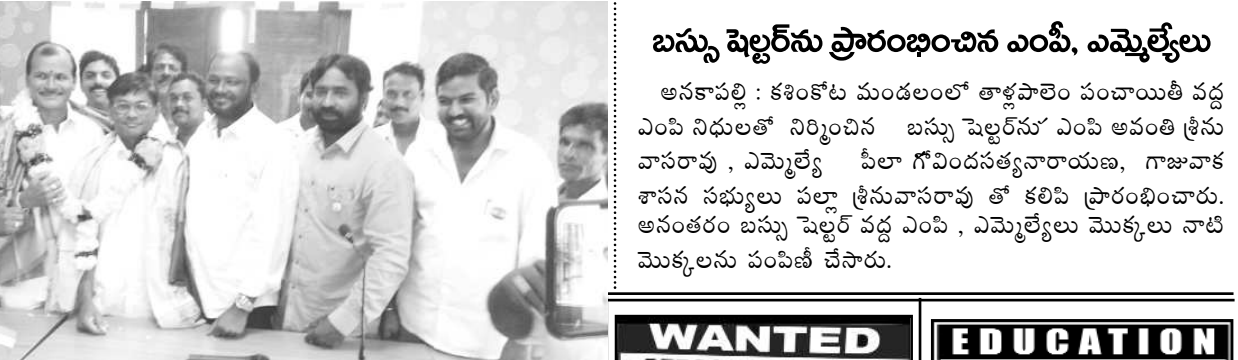 బస్సు షెల్టర్‌ను ప్రారంభించిన ఎంపీ, ఎమ్మెల్యేలు
అనకాపల్లి : కశింకోట మండలంలో తాళ్లపాలెం పంచాయితీ వద్ద
ఎంపి నిధులతో నిర్మించిన బస్సు షెల్టర్‌ను ఎంపి అవంతి శ్రీను
వాసరావు , ఎమ్మెల్యే పీలా గోవిందసత్యనారాయణ, గాజువాక
శాసన సభ్యులు పల్లా శ్రీనువాసరావు తో కలిపి ప్రారంభించారు.
అనంతరం బస్సు షెల్టర్ వద్ద ఎంపి , ఎమ్మెల్యేలు మొక్కలు నాటి
మొక్కలను పంపిణీ చేసారు.
WANTED
EDUCATION